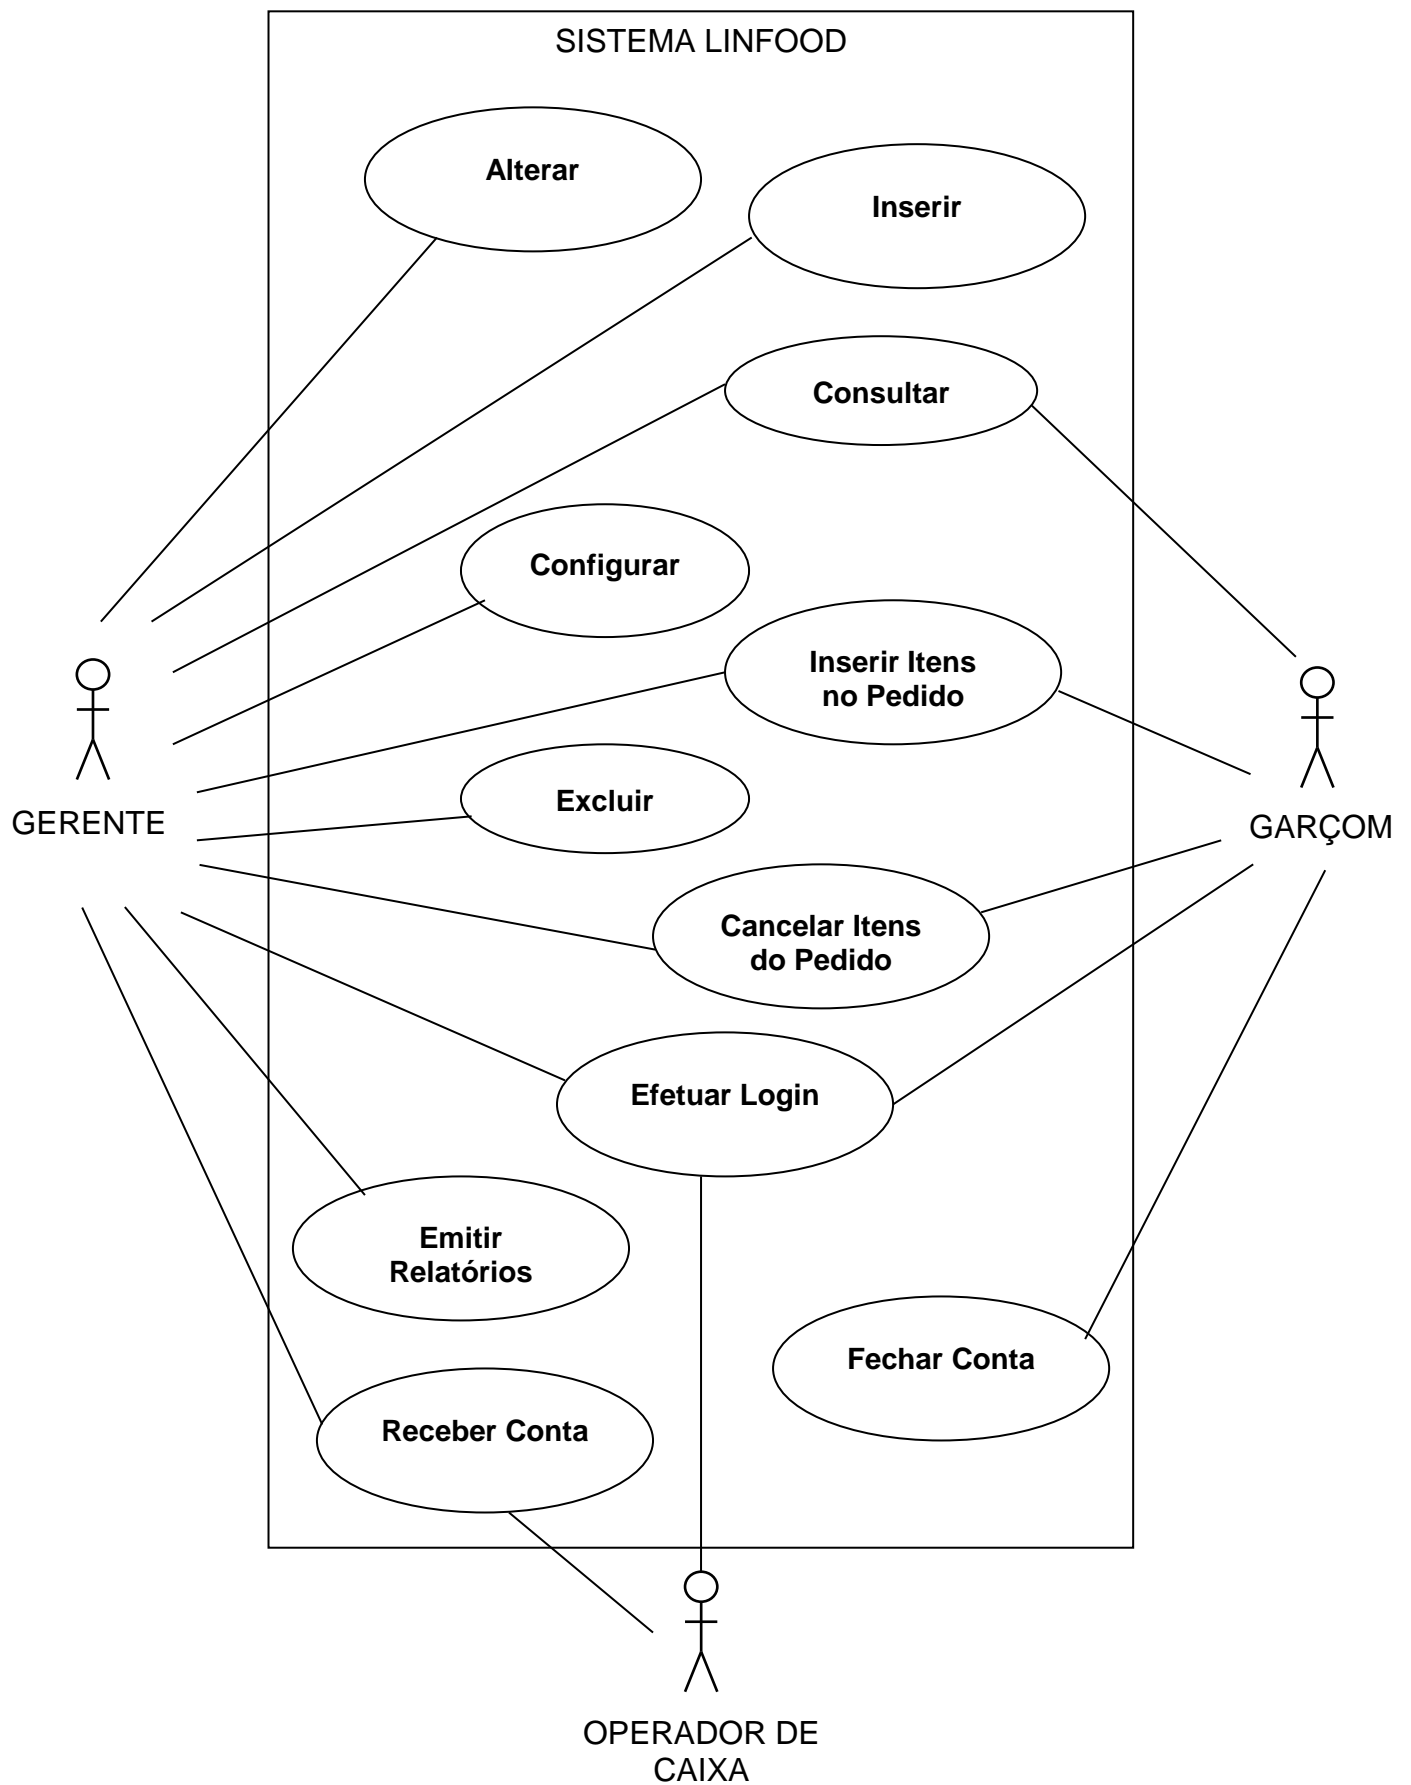 SISTEMA LINFOOD
Alterar
Inserir
Consultar
Configurar
Inserir Itens
no Pedido
Excluir
GERENTE
GARÇOM
Cancelar Itens
do Pedido
Efetuar Login
Emitir
Relatórios
Fechar Conta
Receber Conta
OPERADOR DE
CAIXA